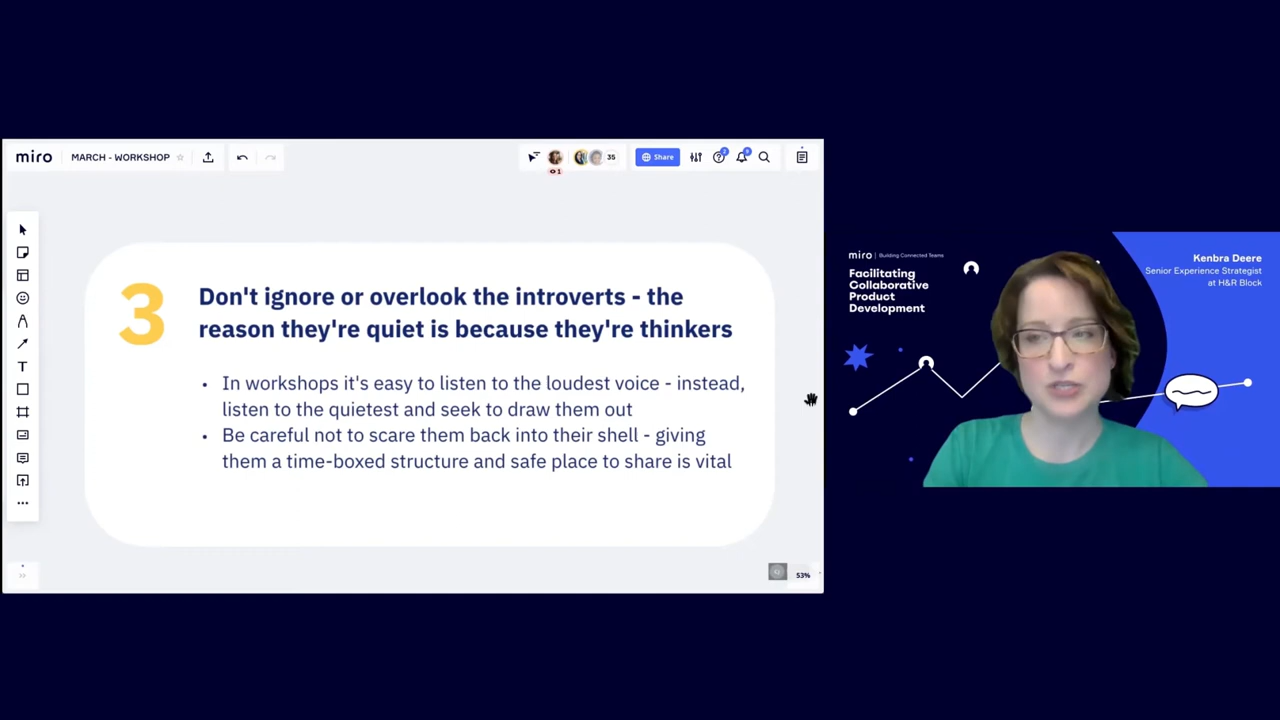 miro
MARCH - WORKSHOP
35
Share
2
1
3
Don't ignore or overlook the introverts - the
reason they're quiet is because they're thinkers
• In workshops it's easy to listen to the loudest voice - instead,
listen to the quietest and seek to draw them out
• Be careful not to scare them back into their shell - giving
them a time-boxed structure and safe place to share is vital
T
53%
miro | Building Connected Teams
Facilitating
Collaborative
Product
Development
Kenbra Deere
Senior Experience Strategist
at H&R Block